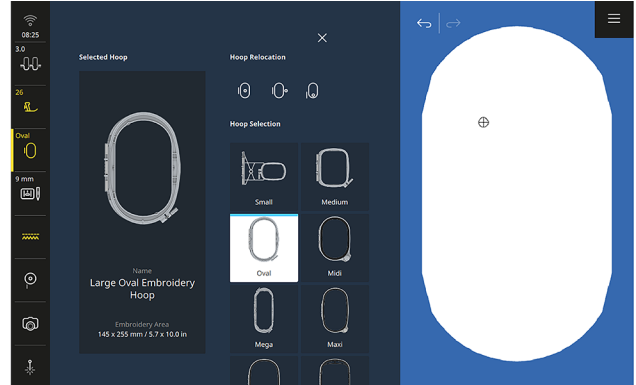 08:25
3.0
26
Oval
9 mm
Selected Hoop
Name
Large Oval Embroidery
Hoop
Embroidery Area
145 x 255 mm / 5.7 x 10.0 in
Hoop Relocation
Hoop Selection
Small
Medium
Oval
Midi
Mega
Maxi